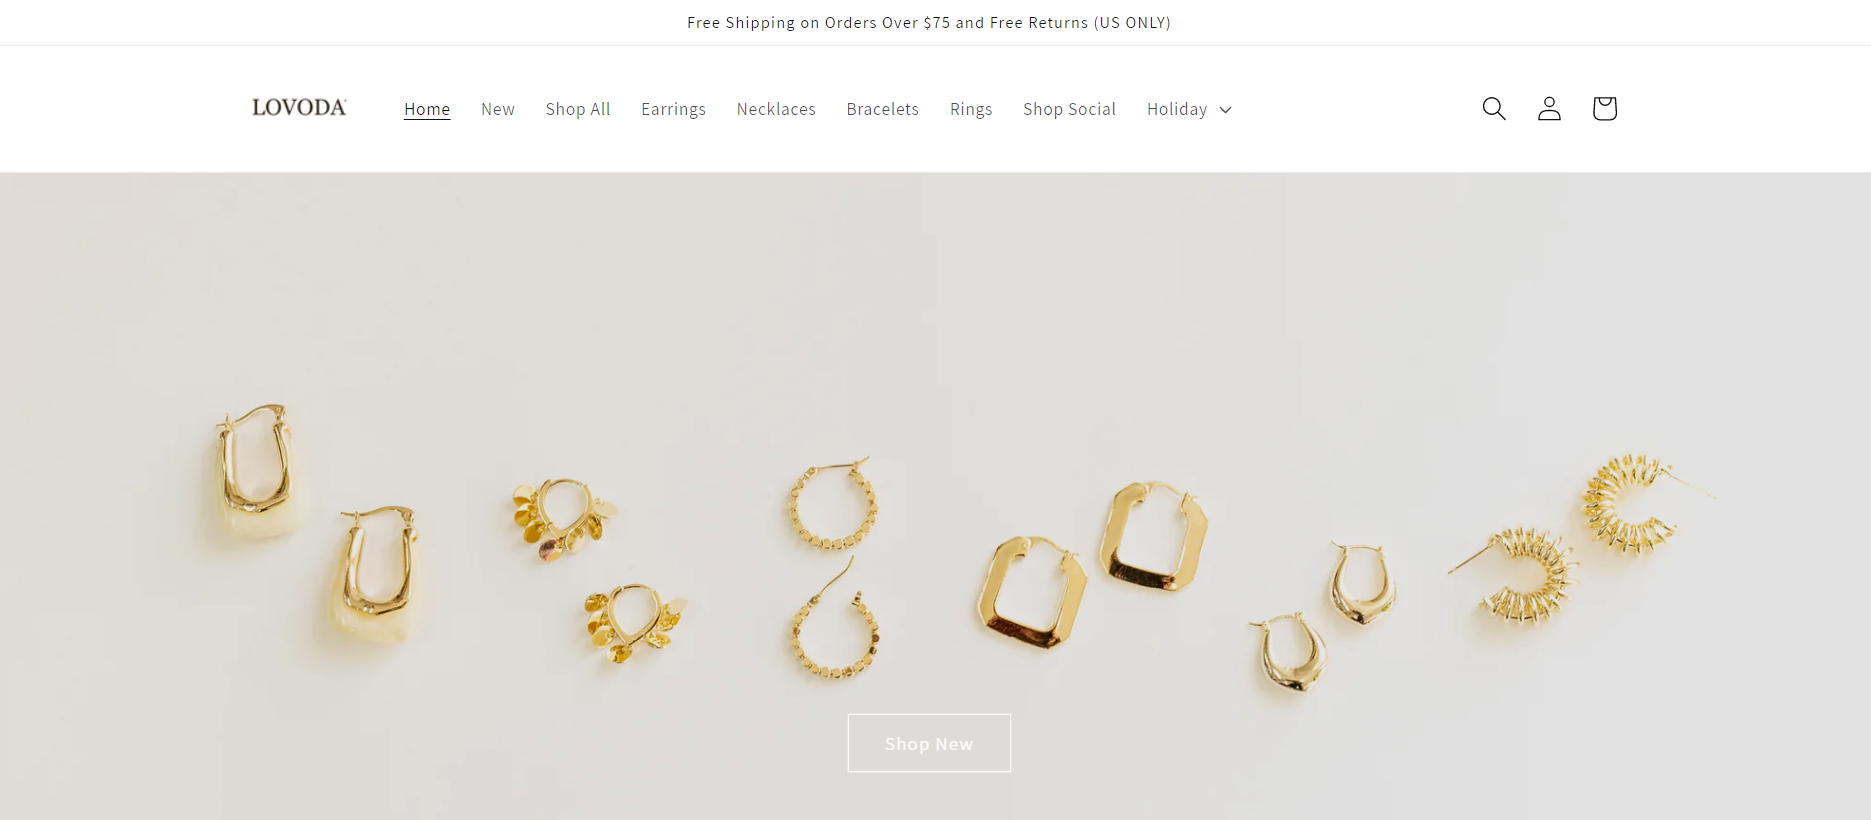 Free Shipping on Orders Over $75 and Free Returns (US ONLY)
LOVODA
Home New Shop All Earrings Necklaces Bracelets Rings Shop Social Holiday
Shop New